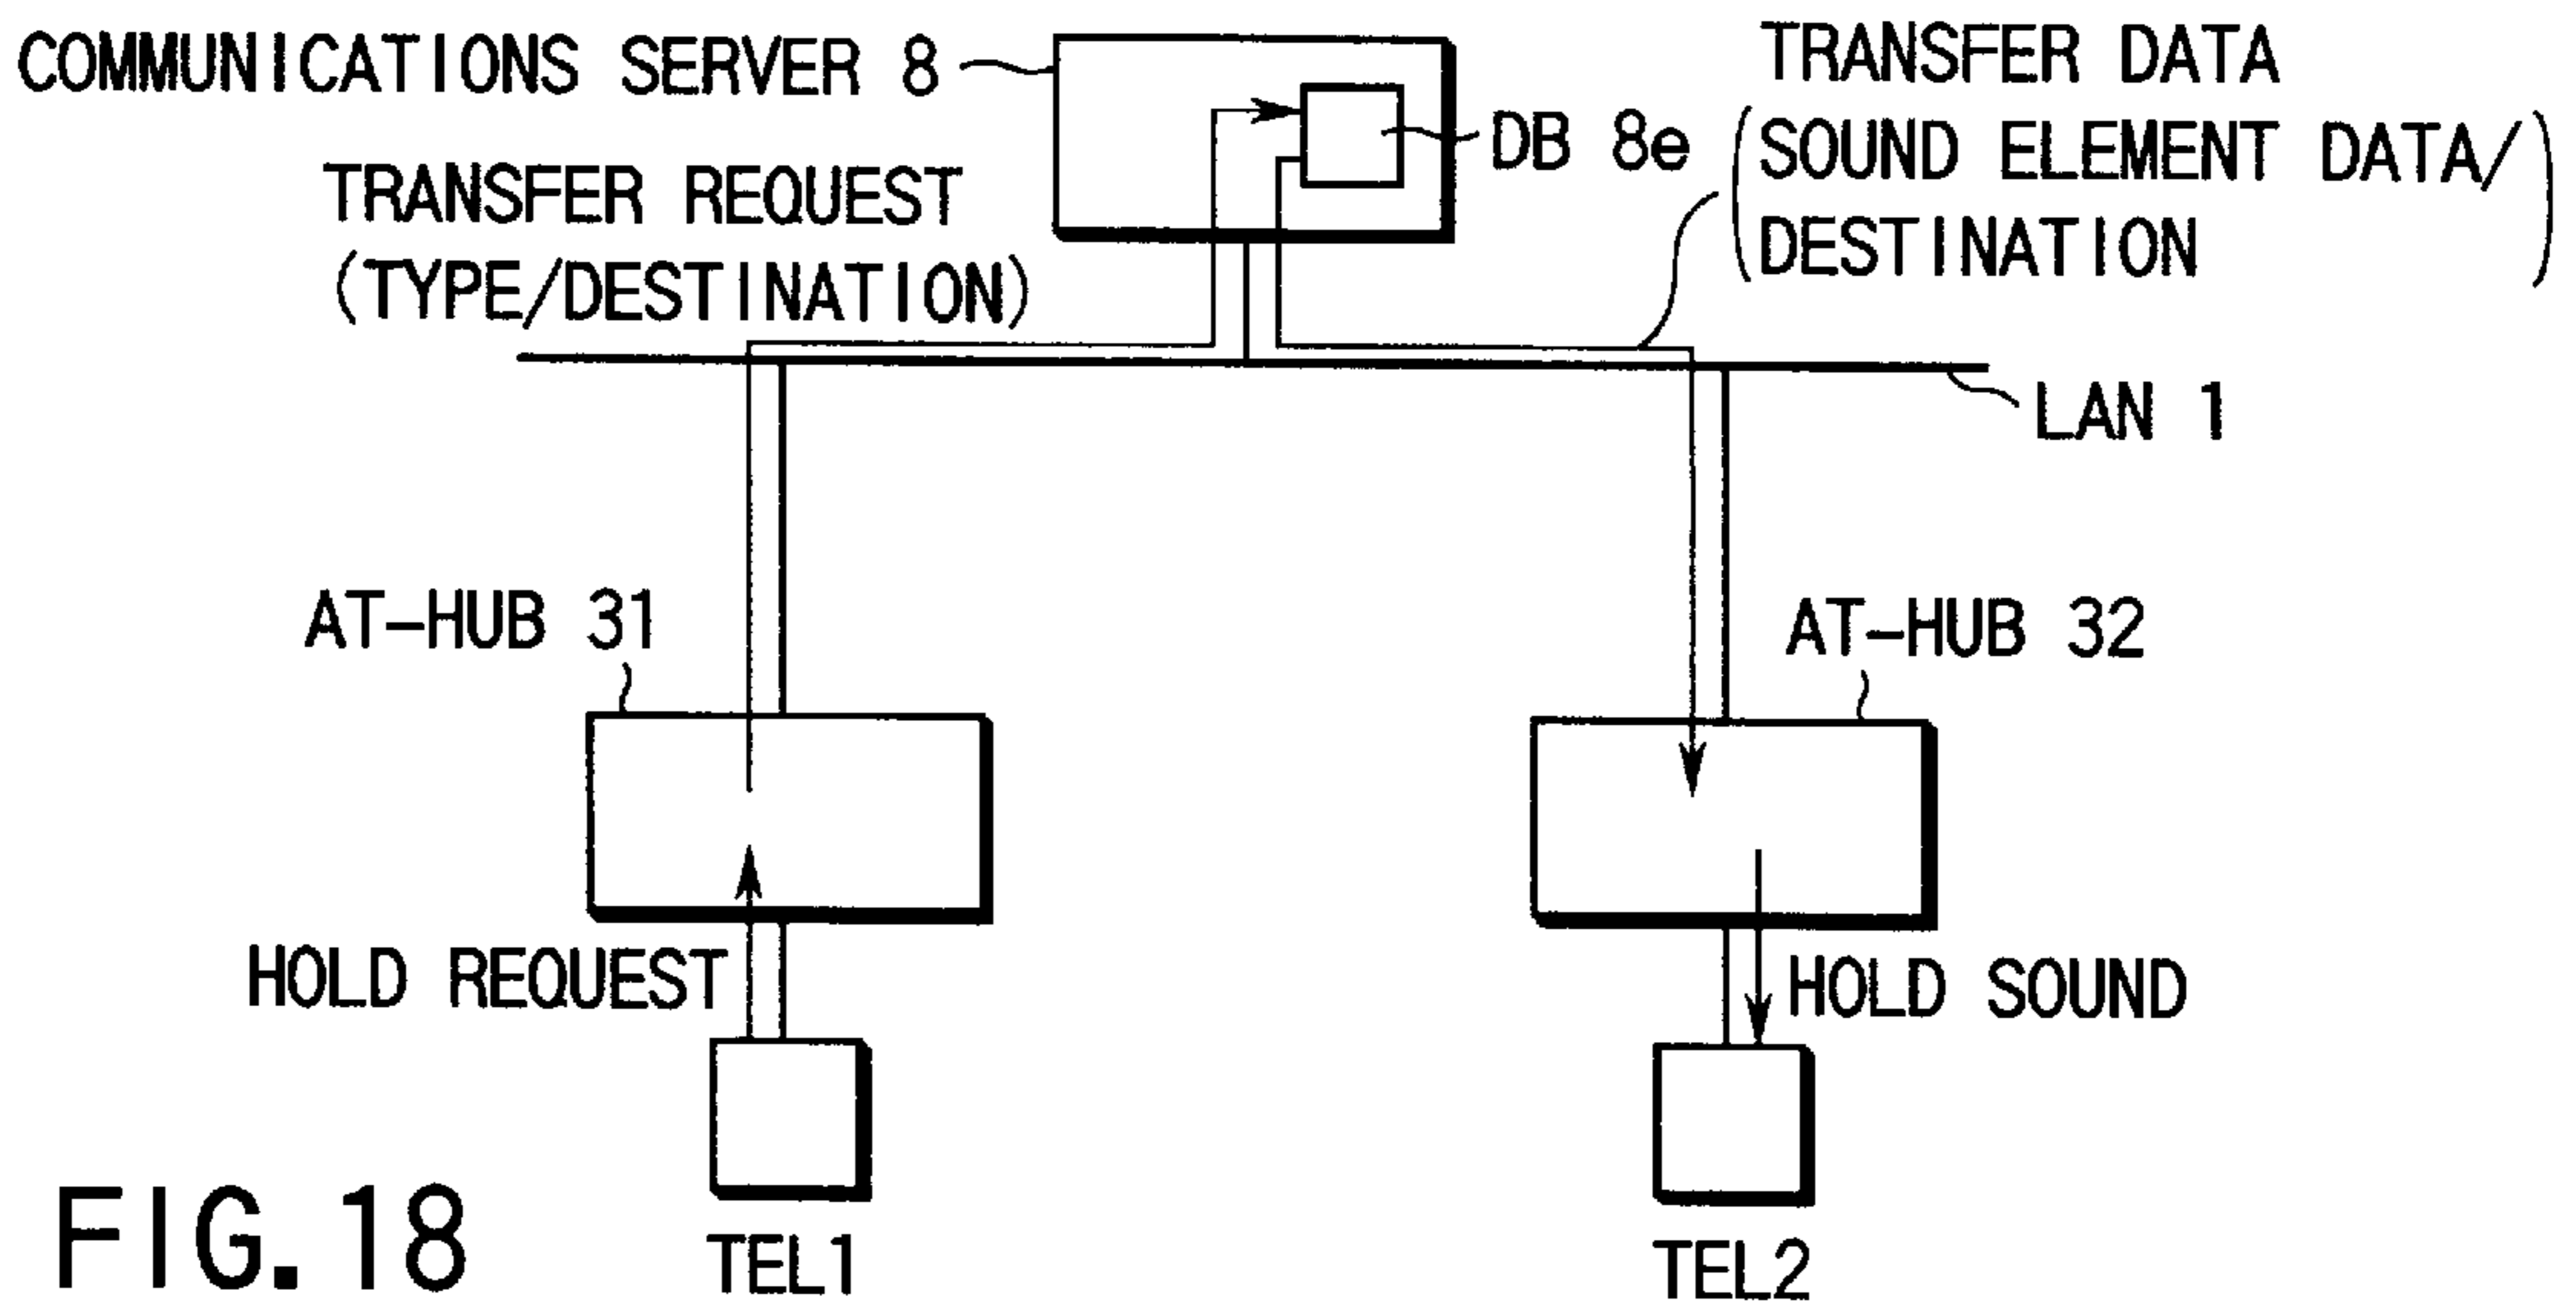 COMMUNICATIONS SERVER 8
TRANSFER DATA
(SOUND ELEMENT DATA/
DESTINATION)
DB 8e
TRANSFER REQUEST
(TYPE/DESTINATION)
LAN 1
AT-HUB 31
AT-HUB 32
HOLD REQUEST
HOLD SOUND
TEL1
TEL2
FIG.18